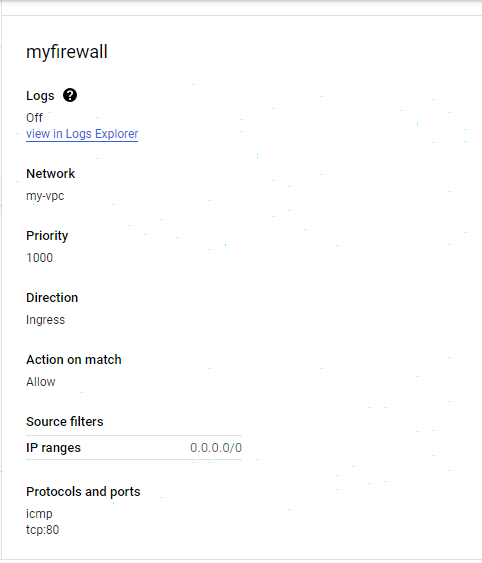 myfirewall
Logs ?
Off
view in Logs Explorer
Network
my-vpc
Priority
1000
Direction
Ingress
Action on match
Allow
Source filters
IP ranges 0.0.0.0/0
Protocols and ports
icmp
tcp:80